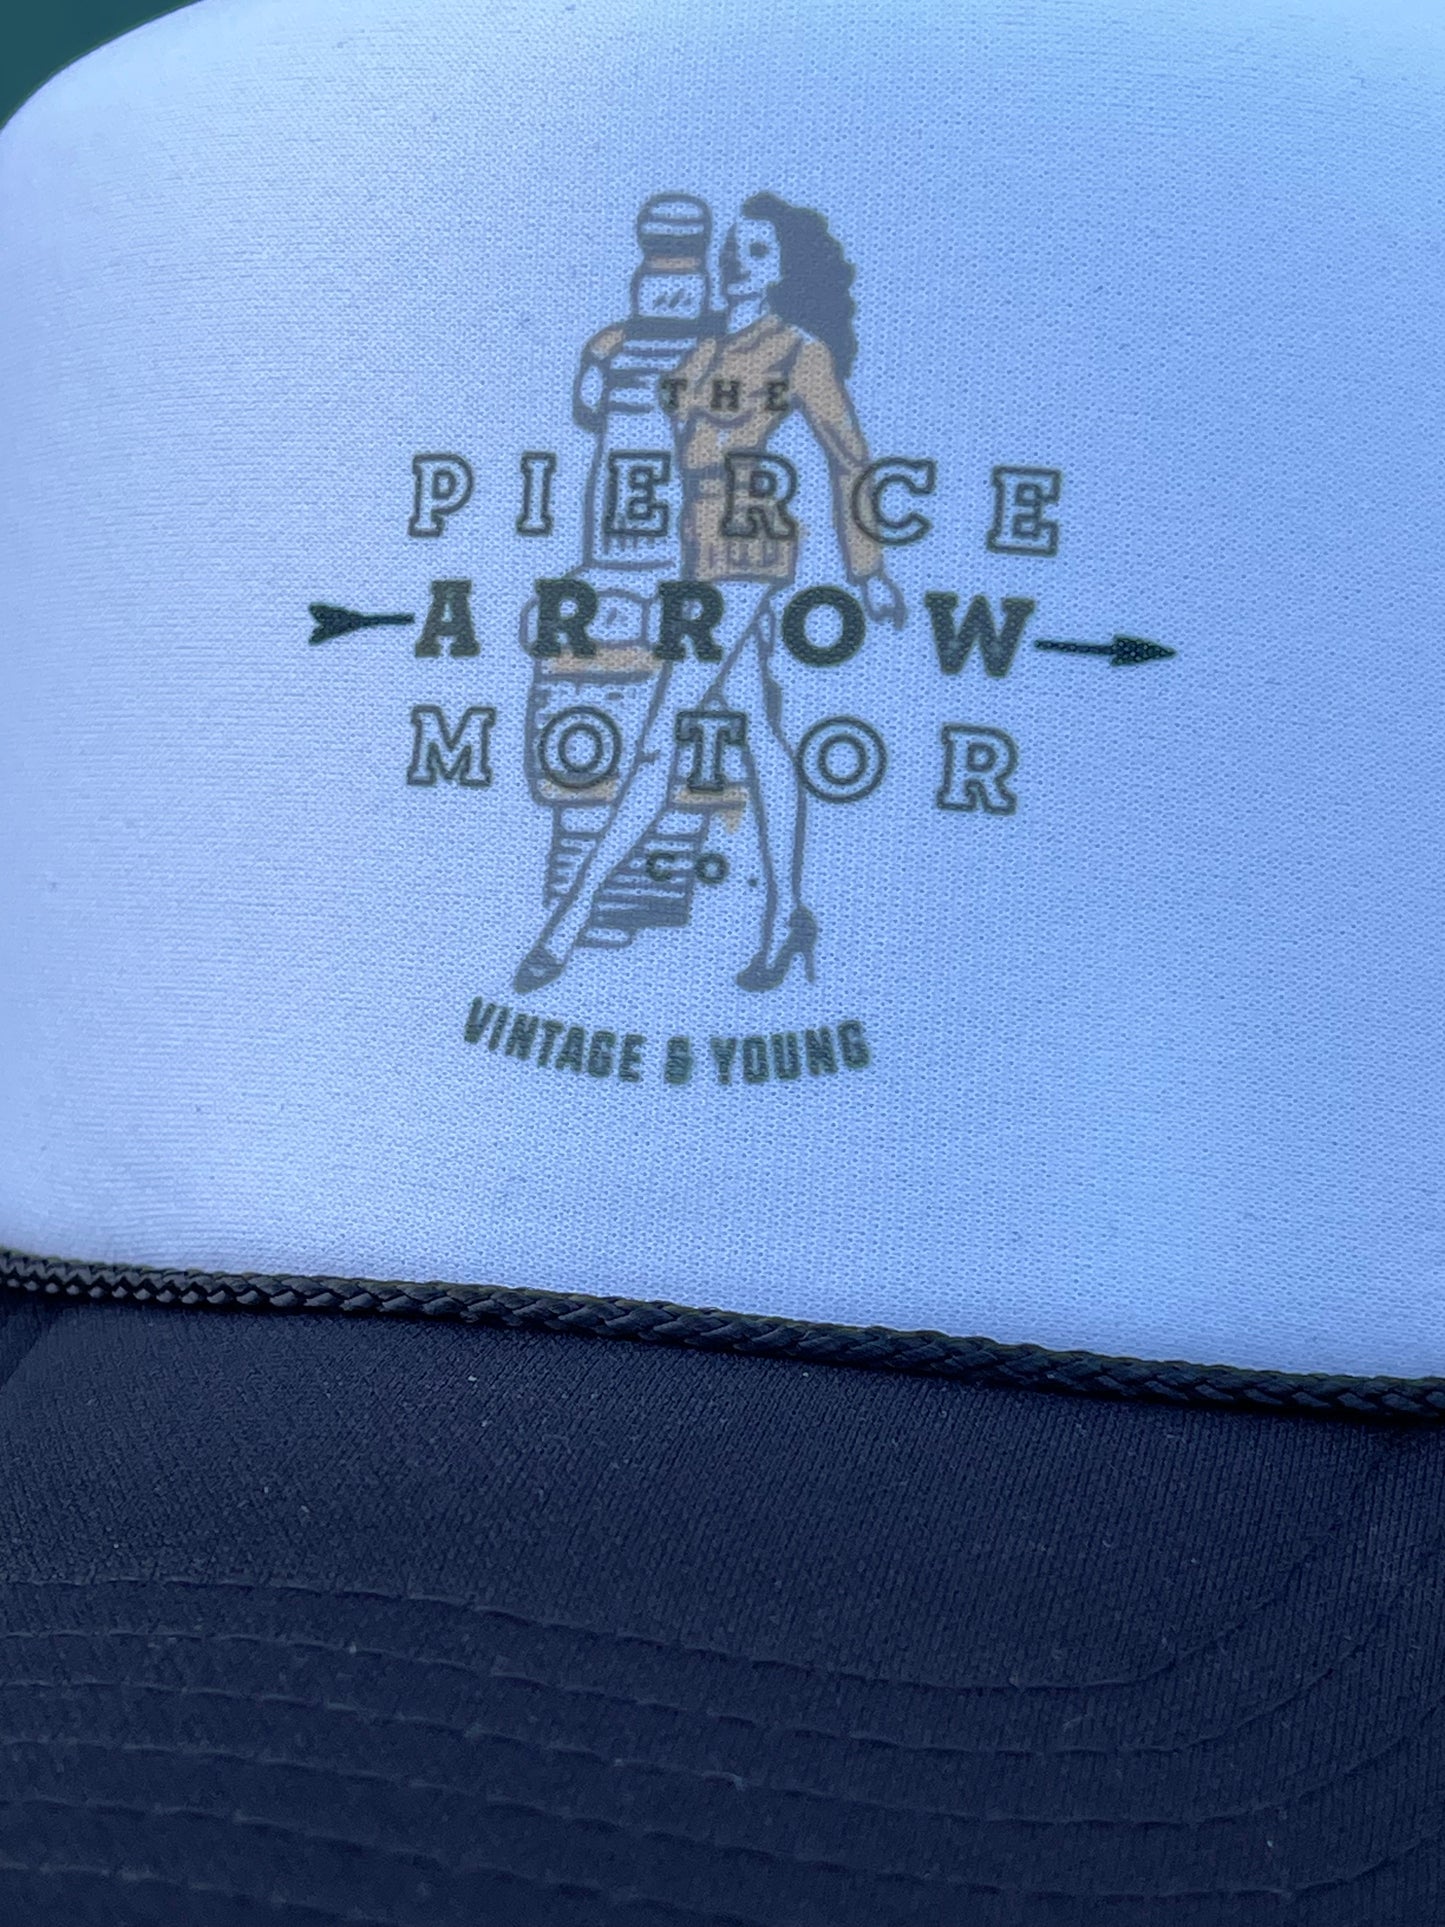 THE
PIERCE
ARROW
MOTOR
CO.
VINTAGE & YOUNG